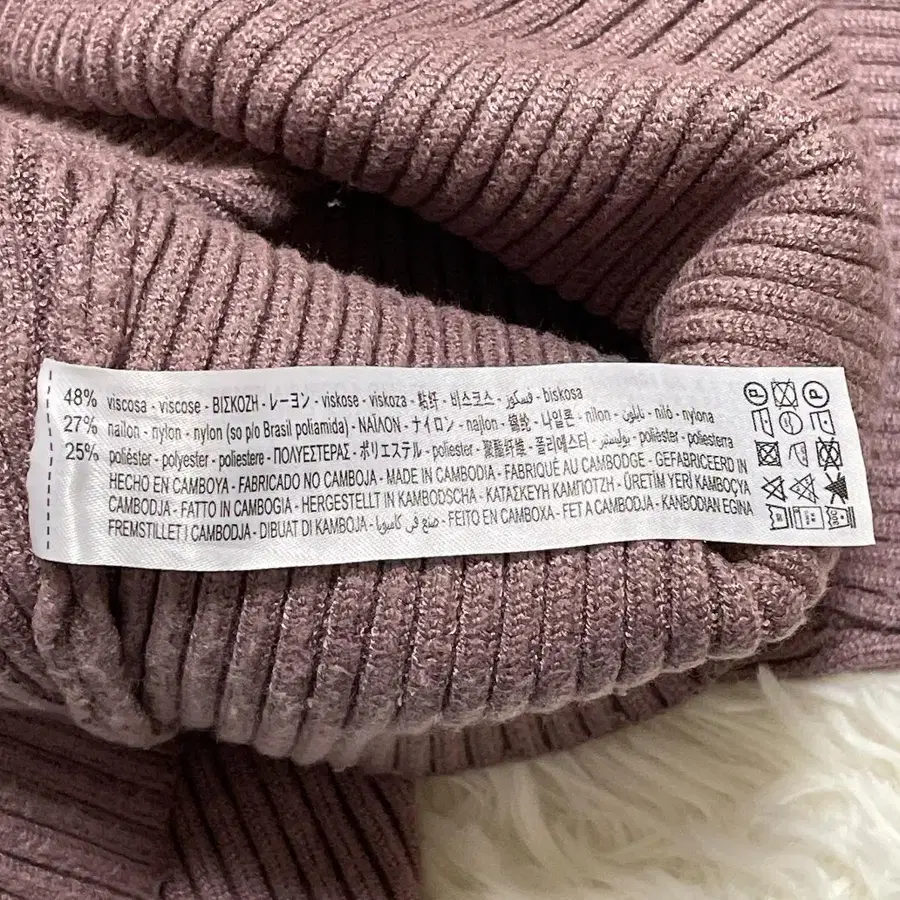 48% viscosa - viscose - ΒΙΣΚΟΖΗ - レーヨン - viskose - viskoza - 粘纤 - 비스코스 - فسكوز - biskosa
27% nailon - nylon - nylon (so p/o Brasil poliamida) - ΝΑΪΛΟΝ - ナイロン - najlon - 锦纶 - 나일론 - nilon - نايلون - niló - nylona
25% poliéster - polyester - poliestere - ΠΟΛΥΕΣΤΕΡΑΣ - ポリエステル - poliester - 聚酯纤维 - 폴리에스터 - بوليستر - polièster - poliesterra
HECHO EN CAMBOYA - FABRICADO NO CAMBOJA - MADE IN CAMBODIA - FABRIQUÉ AU CAMBODGE - GEFABRICEERD IN
CAMBODJA - FATTO IN CAMBOGIA - HERGESTELLT IN KAMBODSCHA - ΚΑΤΑΣΚΕΥΗ ΚΑΜΠΟΤΖΗ - ÜRETİM YERİ KAMBOÇYA
FREMSTILLET I CAMBODJA - DIBUAT DI KAMBOJA - صنع في كامبوديا - FEITO EN CAMBOXA - FET A CAMBODJA - KANBODIAN EGINA